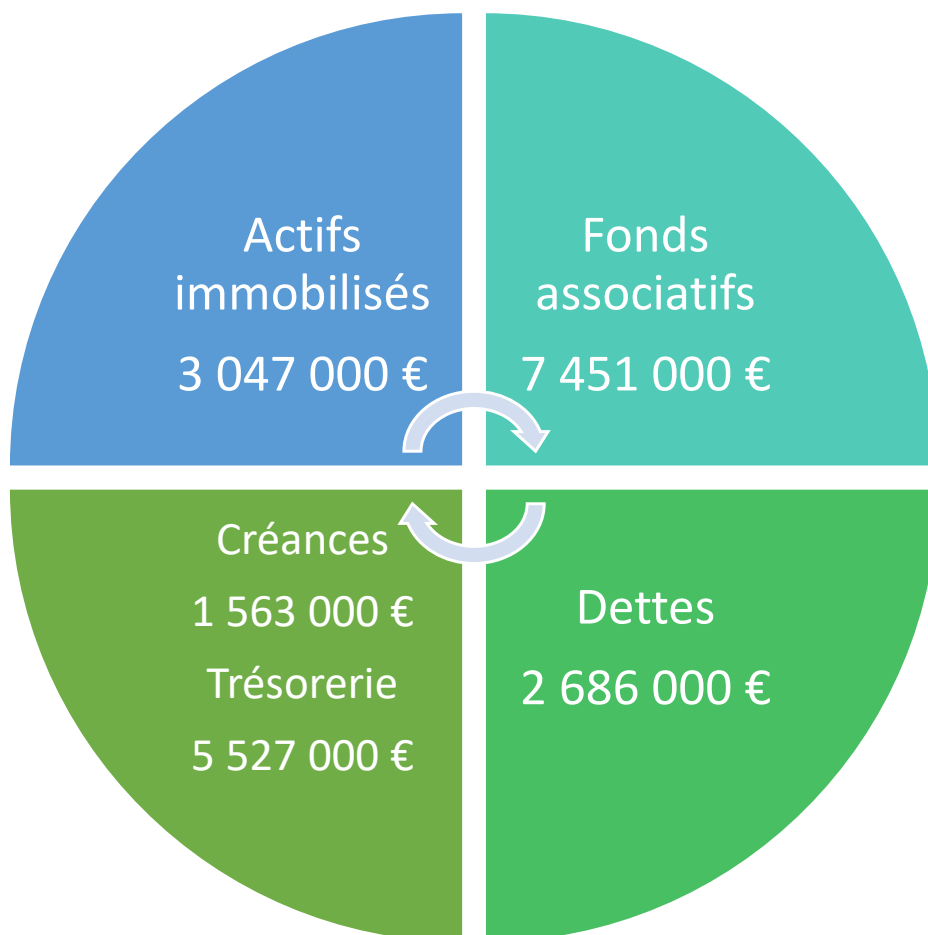 Actifs
immobilisés
3 047 000 €
Fonds
associatifs
7 451 000 €
Créances
1 563 000 €
Trésorerie
5 527 000 €
Dettes
2 686 000 €